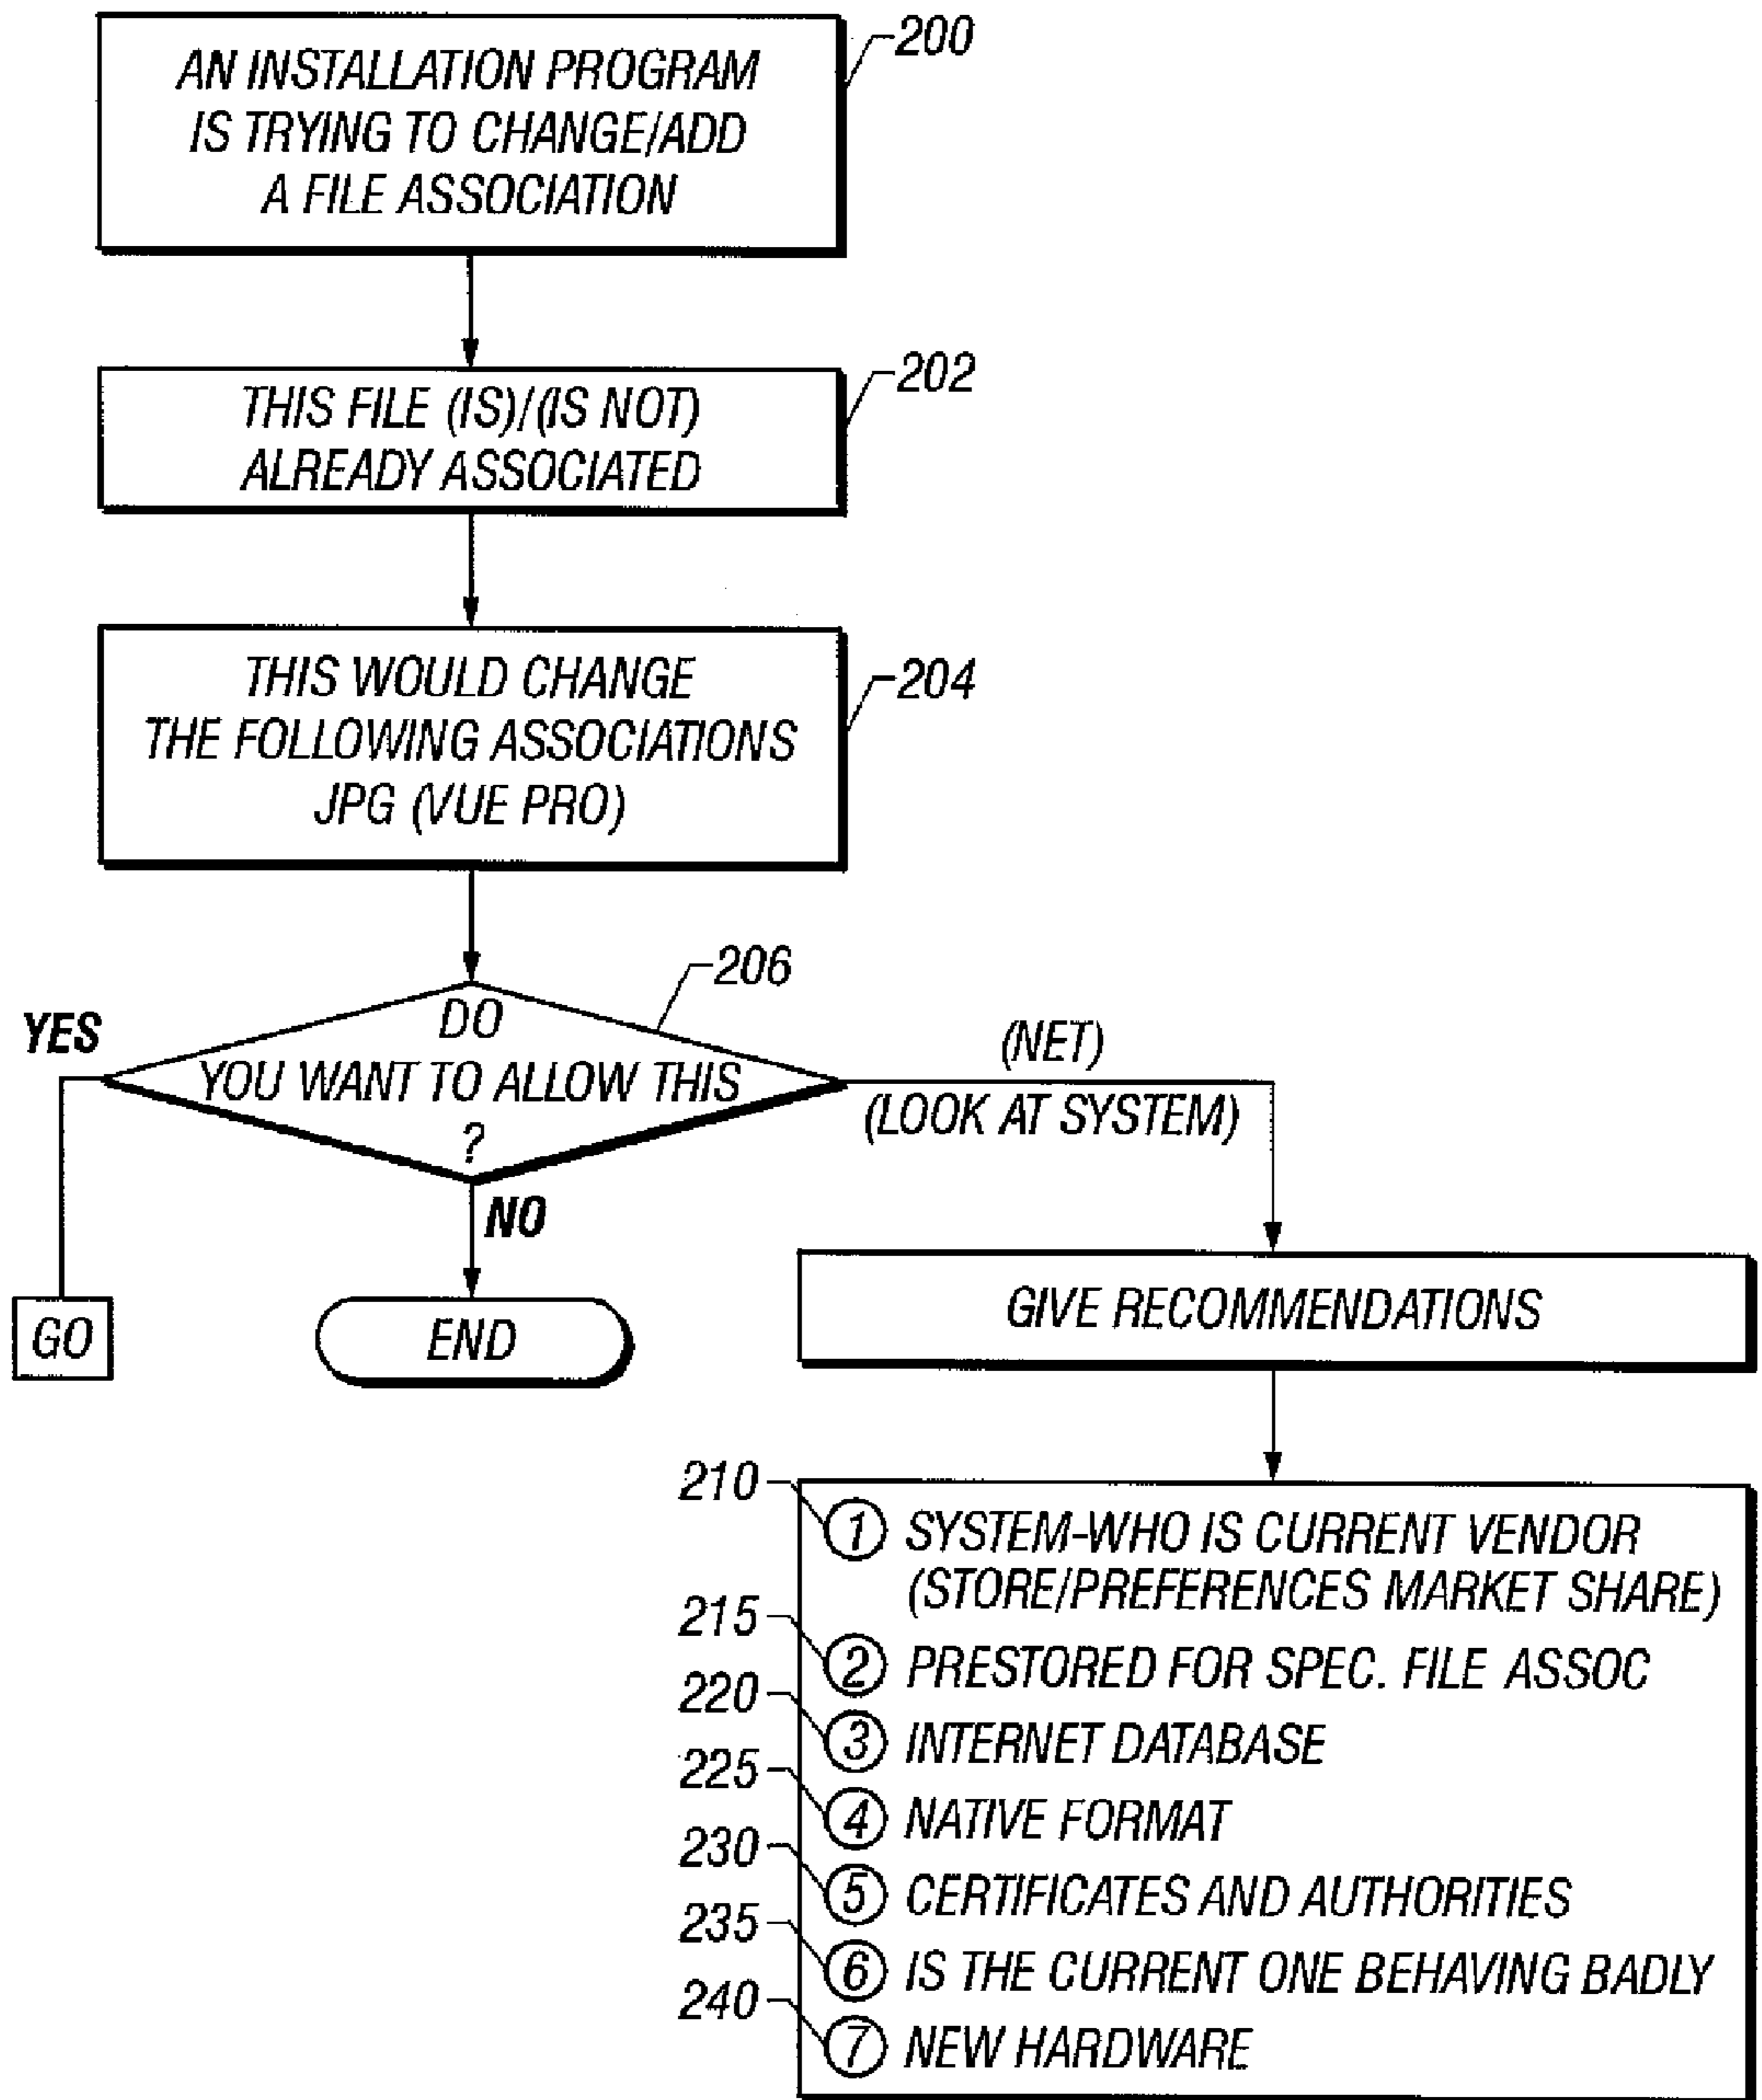 AN INSTALLATION PROGRAM
IS TRYING TO CHANGE/ADD
A FILE ASSOCIATION
200
THIS FILE (IS)/(IS NOT)
ALREADY ASSOCIATED
202
THIS WOULD CHANGE
THE FOLLOWING ASSOCIATIONS
JPG (VUE PRO)
204
206
DO
YOU WANT TO ALLOW THIS
?
YES
GO
NO
END
(NET)
(LOOK AT SYSTEM)
GIVE RECOMMENDATIONS
210
1 SYSTEM-WHO IS CURRENT VENDOR
(STORE/PREFERENCES MARKET SHARE)
215
2 PRESTORED FOR SPEC. FILE ASSOC
220
3 INTERNET DATABASE
225
4 NATIVE FORMAT
230
5 CERTIFICATES AND AUTHORITIES
235
6 IS THE CURRENT ONE BEHAVING BADLY
240
7 NEW HARDWARE